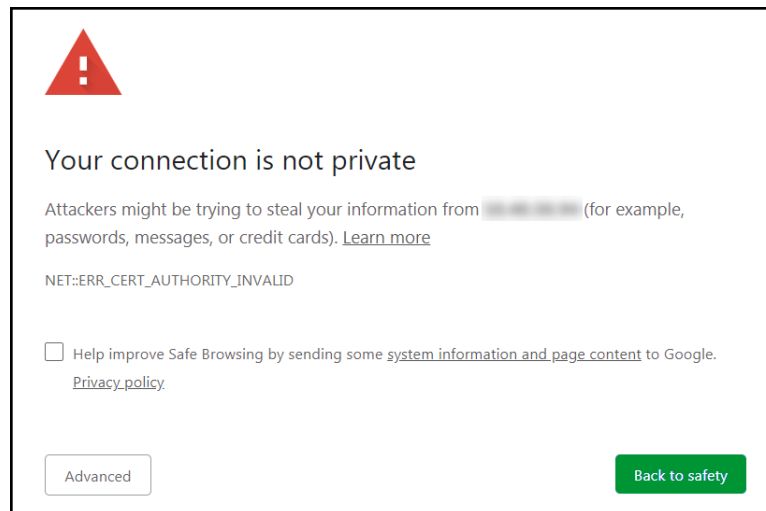 Your connection is not private
Attackers might be trying to steal your information from (for example,
passwords, messages, or credit cards). Learn more
NET::ERR_CERT_AUTHORITY_INVALID
Help improve Safe Browsing by sending some system information and page content to Google.
Privacy policy
Advanced
Back to safety